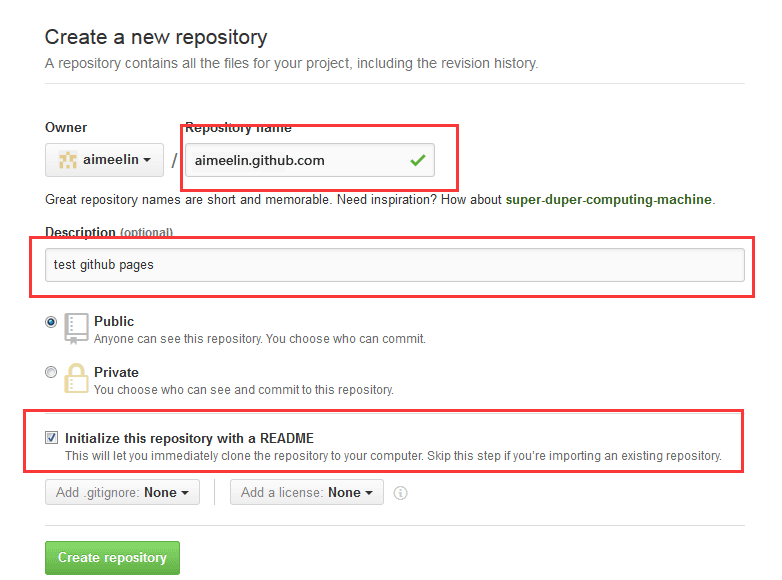 Create a new repository
A repository contains all the files for your project, including the revision history.
Owner
Repository name
aimeelin / aimeelin.github.com
Great repository names are short and memorable. Need inspiration? How about super-duper-computing-machine.
Description (optional)
test github pages
Public
Anyone can see this repository. You choose who can commit.
Private
You choose who can see and commit to this repository.
Initialize this repository with a README
This will let you immediately clone the repository to your computer. Skip this step if you're importing an existing repository.
Add .gitignore: None
Add a license: None
Create repository